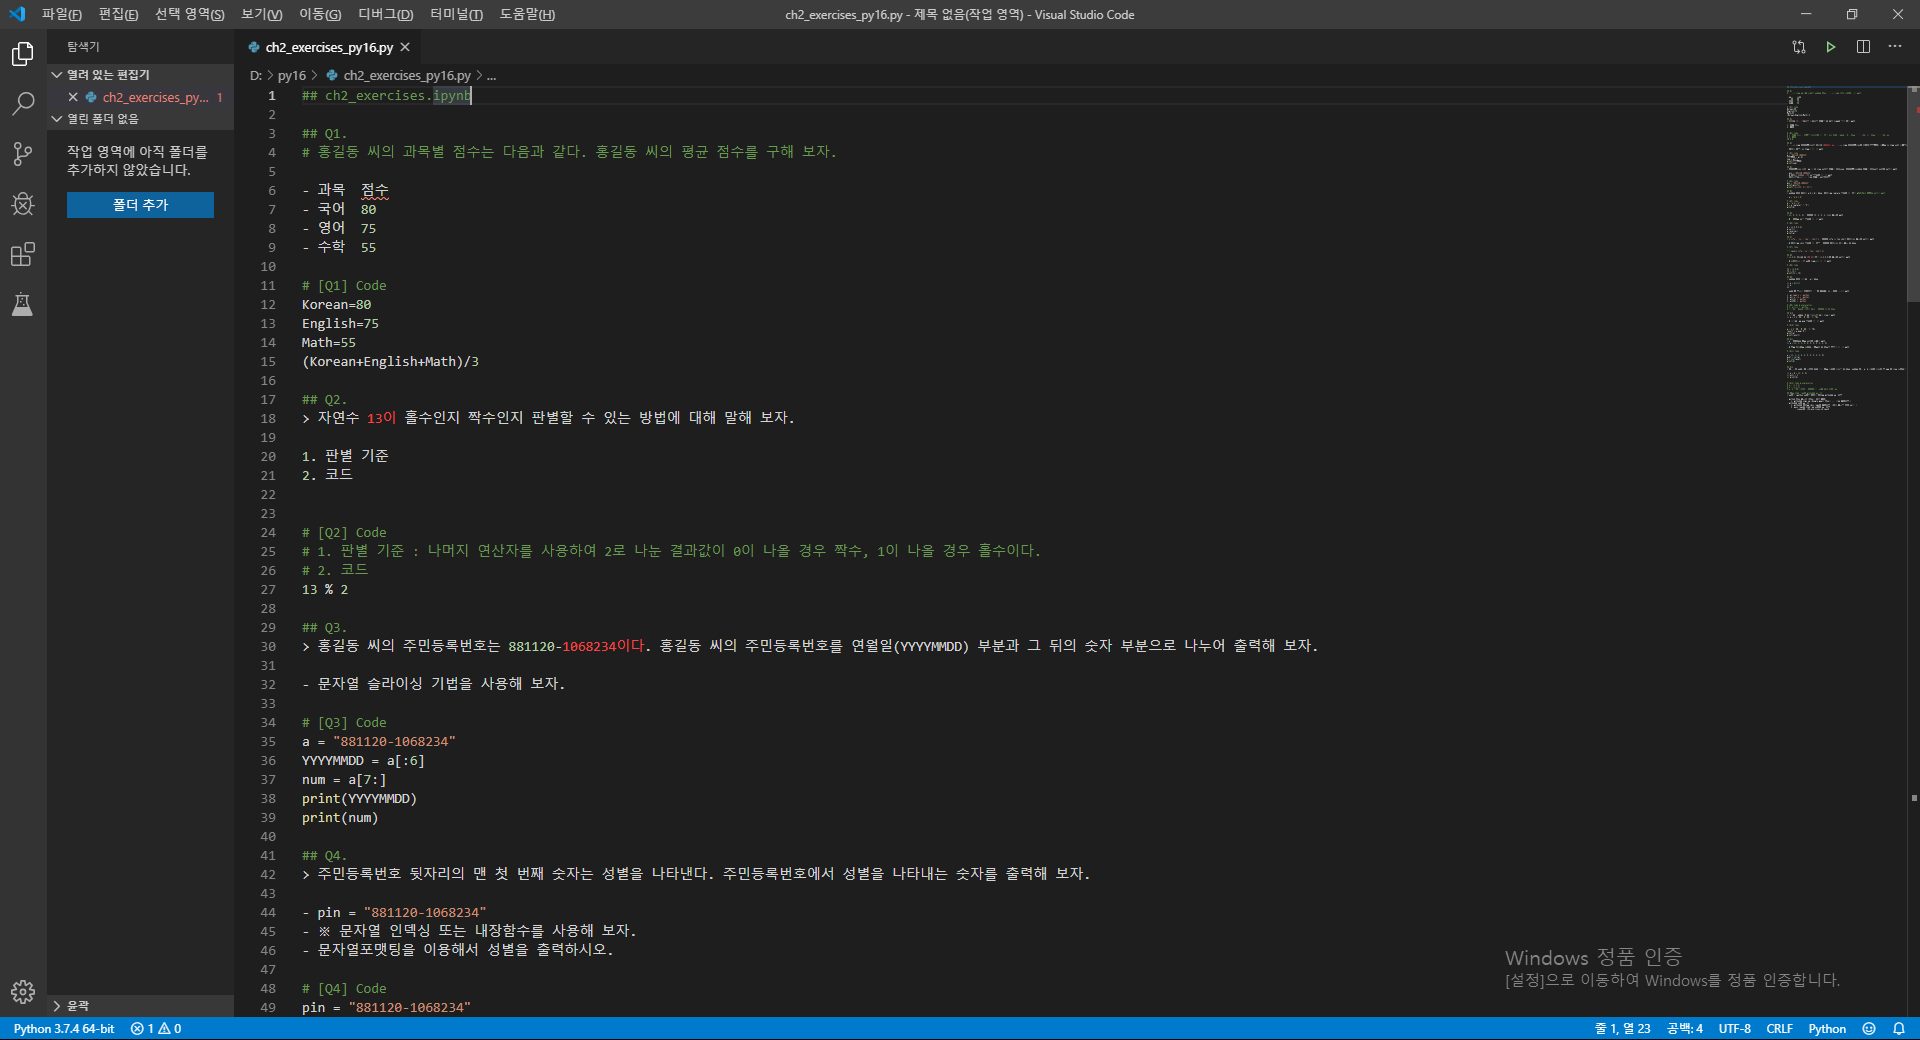 파일(F) 편집(E) 선택 영역(S) 보기(V) 이동(G) 디버그(D) 터미널(T) 도움말(H)
ch2_exercises_py16.py - 제목 없음(작업 영역) - Visual Studio Code
탐색기
열려 있는 편집기
ch2_exercises_py... 1
열린 폴더 없음
작업 영역에 아직 폴더를
추가하지 않았습니다.
폴더 추가
윤곽
ch2_exercises_py16.py
D: > py16 > ch2_exercises_py16.py > ...
1 ## ch2_exercises.ipynb
2
3 ## Q1.
4 # 홍길동 씨의 과목별 점수는 다음과 같다. 홍길동 씨의 평균 점수를 구해 보자.
5
6 - 과목 점수
7 - 국어 80
8 - 영어 75
9 - 수학 55
10
11 # [Q1] Code
12 Korean=80
13 English=75
14 Math=55
15 (Korean+English+Math)/3
16
17 ## Q2.
18 > 자연수 13이 홀수인지 짝수인지 판별할 수 있는 방법에 대해 말해 보자.
19
20 1. 판별 기준
21 2. 코드
22
23
24 # [Q2] Code
25 # 1. 판별 기준 : 나머지 연산자를 사용하여 2로 나눈 결과값이 0이 나올 경우 짝수, 1이 나올 경우 홀수이다.
26 # 2. 코드
27 13 % 2
28
29 ## Q3.
30 > 홍길동 씨의 주민등록번호는 881120-1068234이다. 홍길동 씨의 주민등록번호를 연월일(YYYYMMDD) 부분과 그 뒤의 숫자 부분으로 나누어 출력해 보자.
31
32 - 문자열 슬라이싱 기법을 사용해 보자.
33
34 # [Q3] Code
35 a = "881120-1068234"
36 YYYYMMDD = a[:6]
37 num = a[7:]
38 print(YYYYMMDD)
39 print(num)
40
41 ## Q4.
42 > 주민등록번호 뒷자리의 맨 첫 번째 숫자는 성별을 나타낸다. 주민등록번호에서 성별을 나타내는 숫자를 출력해 보자.
43
44 - pin = "881120-1068234"
45 - ※ 문자열 인덱싱 또는 내장함수를 사용해 보자.
46 - 문자열포맷팅을 이용해서 성별을 출력하시오.
47
48 # [Q4] Code
49 pin = "881120-1068234"
Windows 정품 인증
[설정]으로 이동하여 Windows를 정품 인증합니다.
Python 3.7.4 64-bit 1 0 줄 1, 열 23 공백: 4 UTF-8 CRLF Python